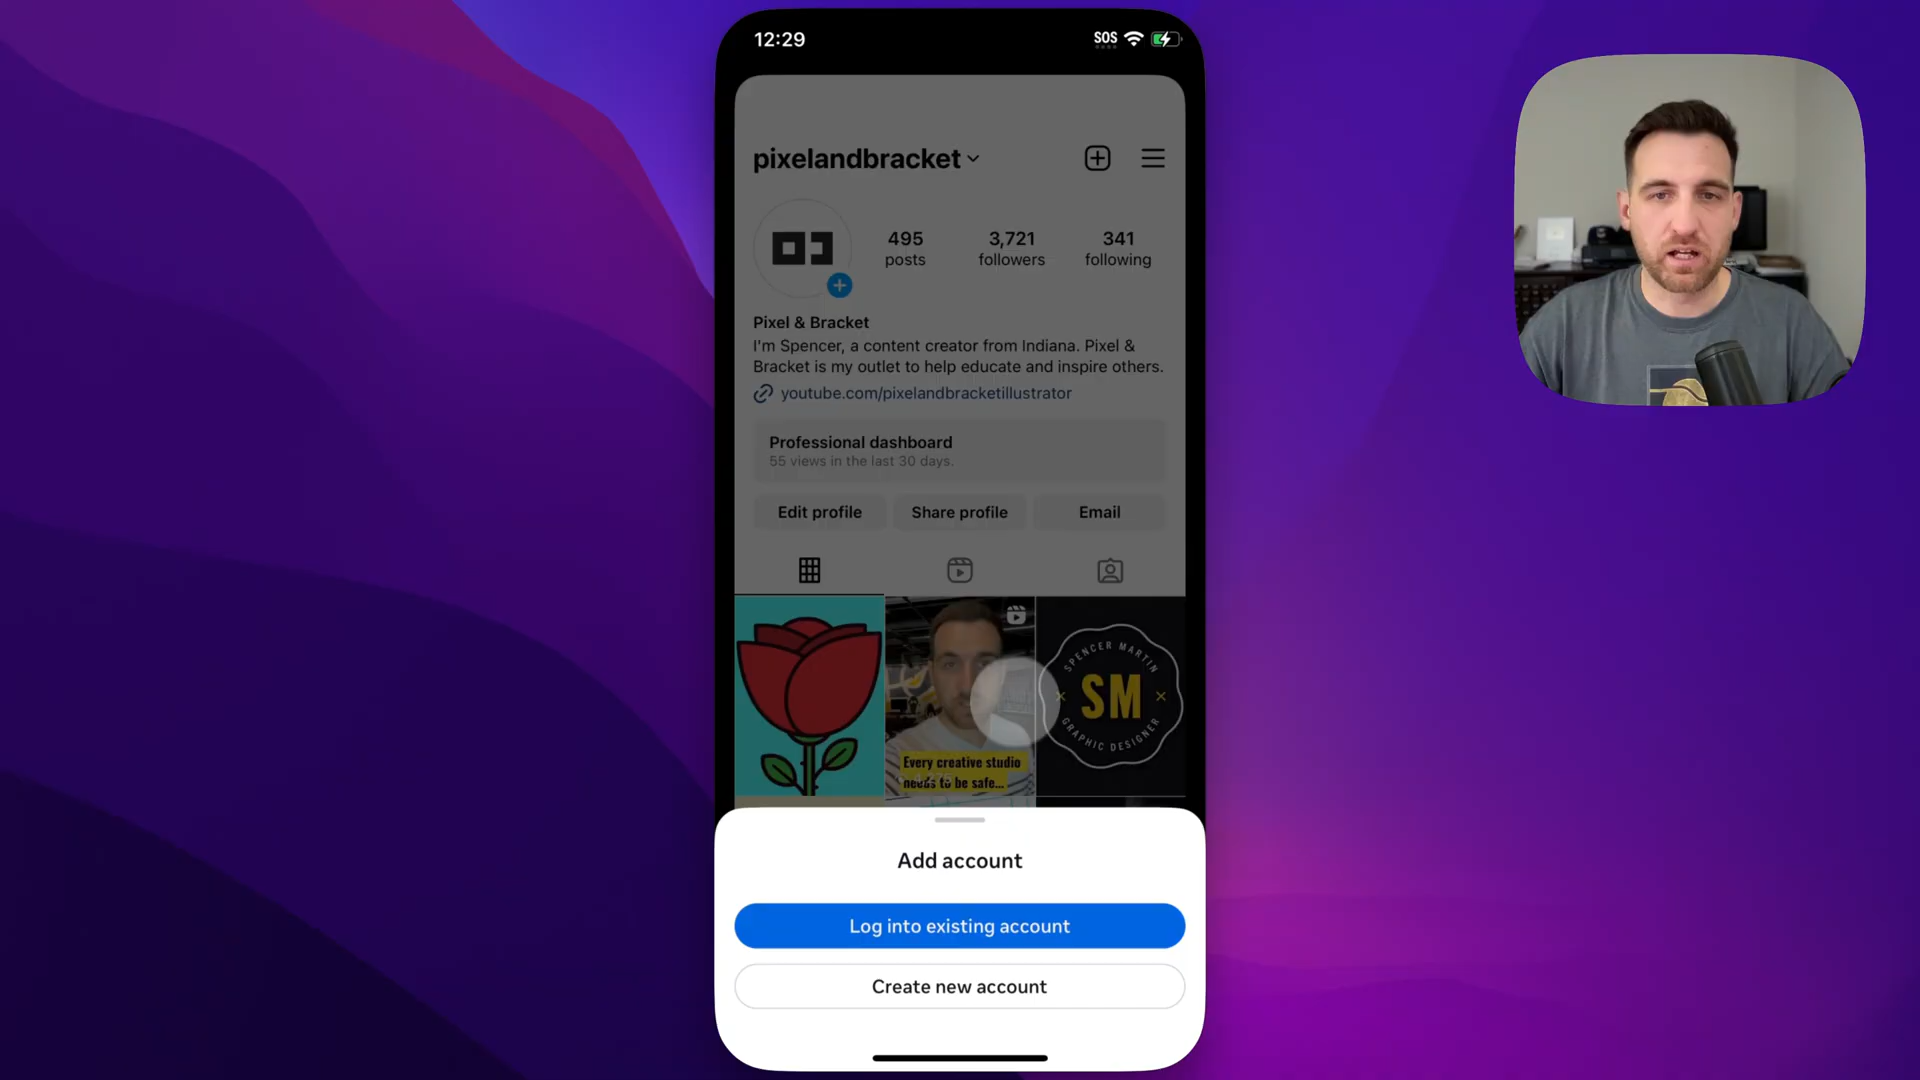 12:29
SOS
pixelandbracket
495
posts
3,721
followers
341
following
Pixel & Bracket
I'm Spencer, a content creator from Indiana. Pixel &
Bracket is my outlet to help educate and inspire others.
youtube.com/pixelandbracketillustrator
Professional dashboard
55 views in the last 30 days.
Edit profile
Share profile
Email
Every creative studio
needs to be safe...
SPENCER MARTIN
SM
GRAPHIC DESIGNER
Add account
Log into existing account
Create new account